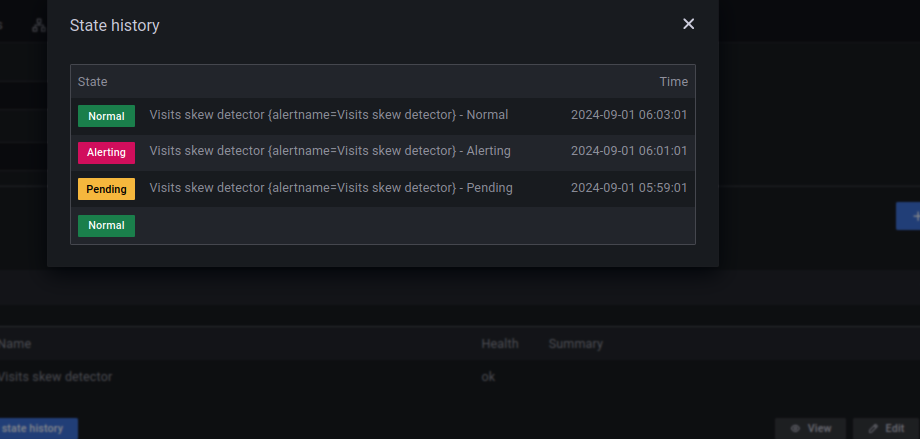 State history
State Time
Normal Visits skew detector {alertname=Visits skew detector} - Normal 2024-09-01 06:03:01
Alerting Visits skew detector {alertname=Visits skew detector} - Alerting 2024-09-01 06:01:01
Pending Visits skew detector {alertname=Visits skew detector} - Pending 2024-09-01 05:59:01
Normal
Name Health Summary
Visits skew detector ok
state history View Edit